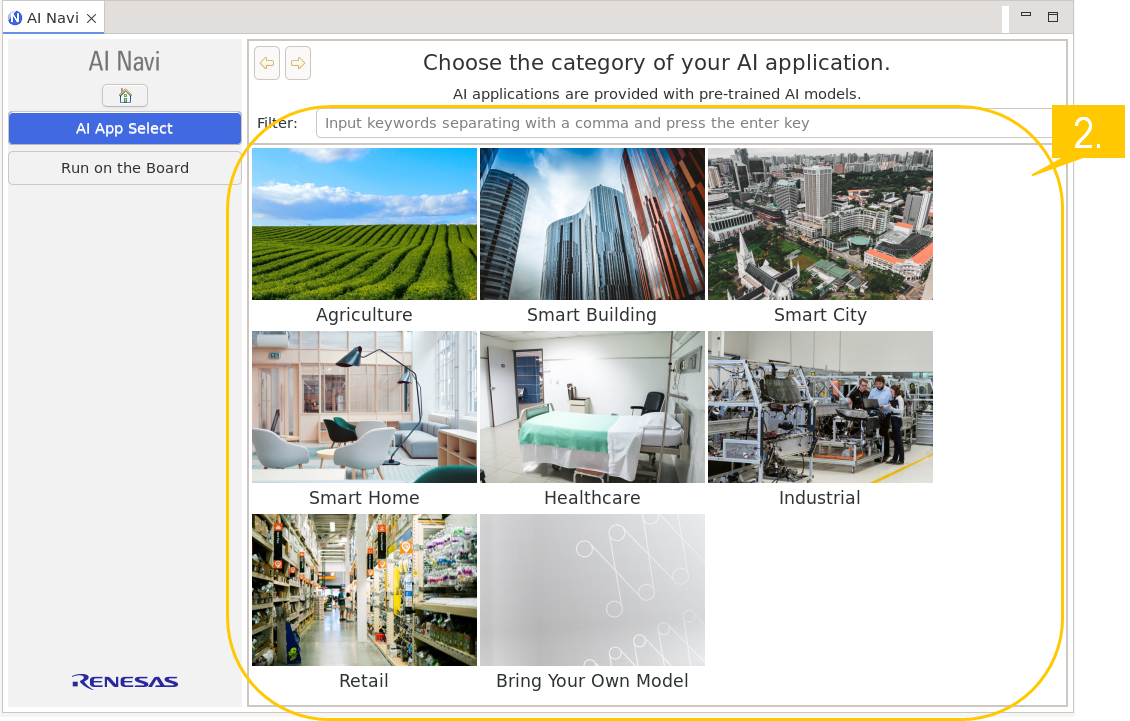 AI Navi
AI Navi
AI App Select
Run on the Board
RENESAS
Choose the category of your AI application.
AI applications are provided with pre-trained AI models.
Filter: Input keywords separating with a comma and press the enter key
2.
Agriculture Smart Building Smart City
Smart Home Healthcare Industrial
Retail Bring Your Own Model